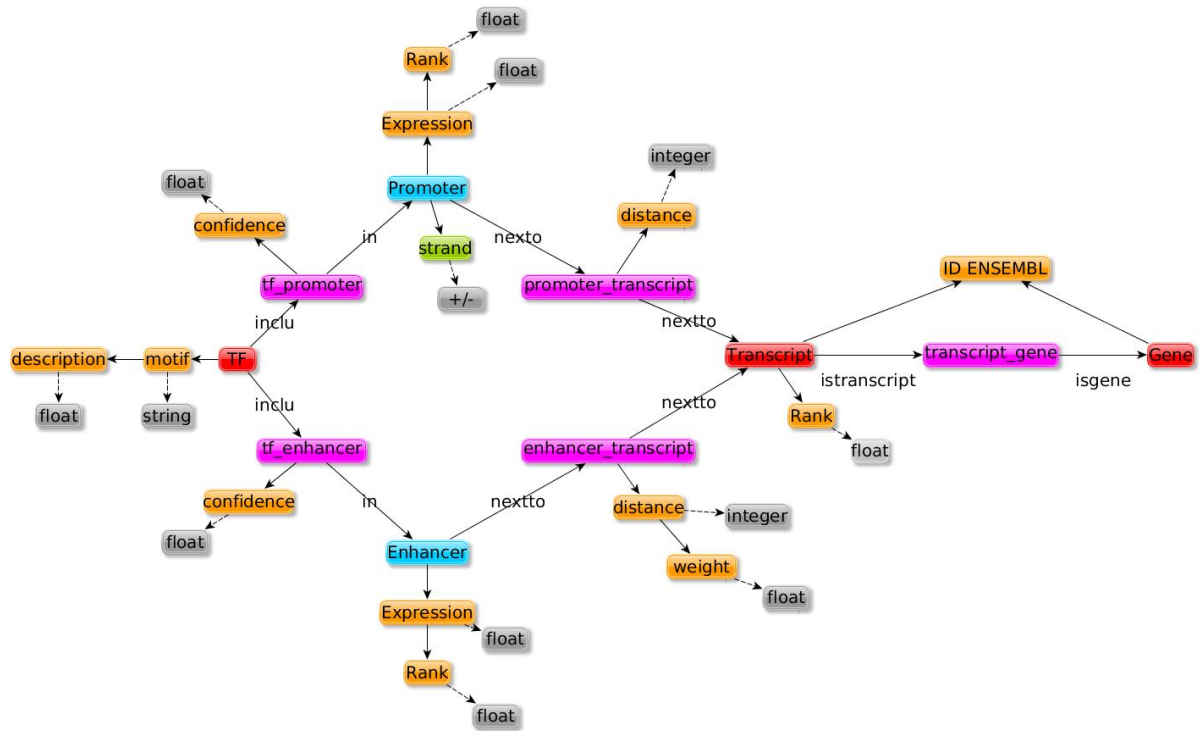 float
Rank
float
Expression
integer
float
Promoter
distance
confidence
in
strand
nexto
ID ENSEMBL
tf_promoter
+/-
promoter_transcript
inclu
nextto
description
motif
TF
Transcript
transcript_gene
Gene
istranscript
isgene
float
string
inclu
nextto
Rank
float
tf_enhancer
enhancer_transcript
confidence
in
nextto
distance
integer
float
Enhancer
weight
float
Expression
float
Rank
float